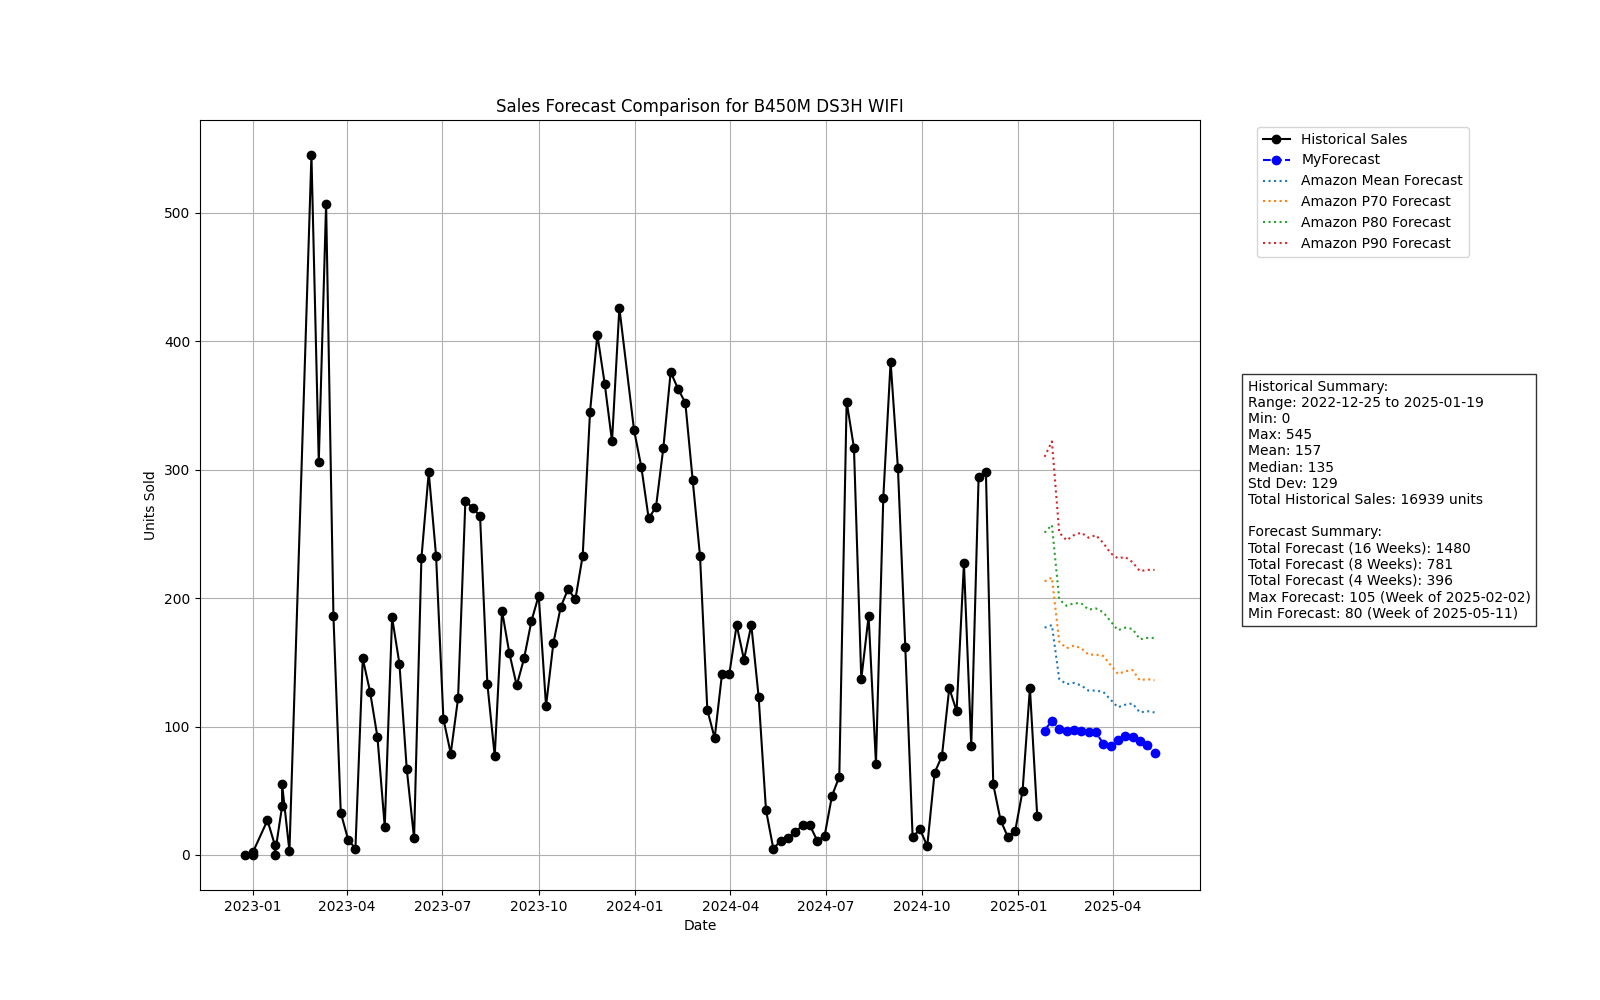 Sales Forecast Comparison for B450M DS3H WIFI
Historical Sales
MyForecast
Amazon Mean Forecast
Amazon P70 Forecast
Amazon P80 Forecast
Amazon P90 Forecast
500
400
300
200
100
0
Units Sold
Historical Summary:
Range: 2022-12-25 to 2025-01-19
Min: 0
Max: 545
Mean: 157
Median: 135
Std Dev: 129
Total Historical Sales: 16939 units
Forecast Summary:
Total Forecast (16 Weeks): 1480
Total Forecast (8 Weeks): 781
Total Forecast (4 Weeks): 396
Max Forecast: 105 (Week of 2025-02-02)
Min Forecast: 80 (Week of 2025-05-11)
2023-01 2023-04 2023-07 2023-10 2024-01 2024-04 2024-07 2024-10 2025-01 2025-04
Date